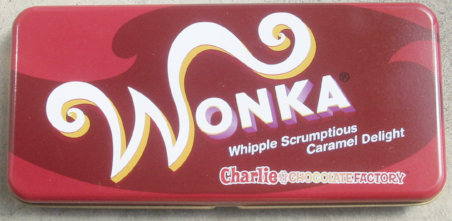 WONKA®
Whipple Scrumptious
Caramel Delight
Charlie and the CHOCOLATE FACTORY